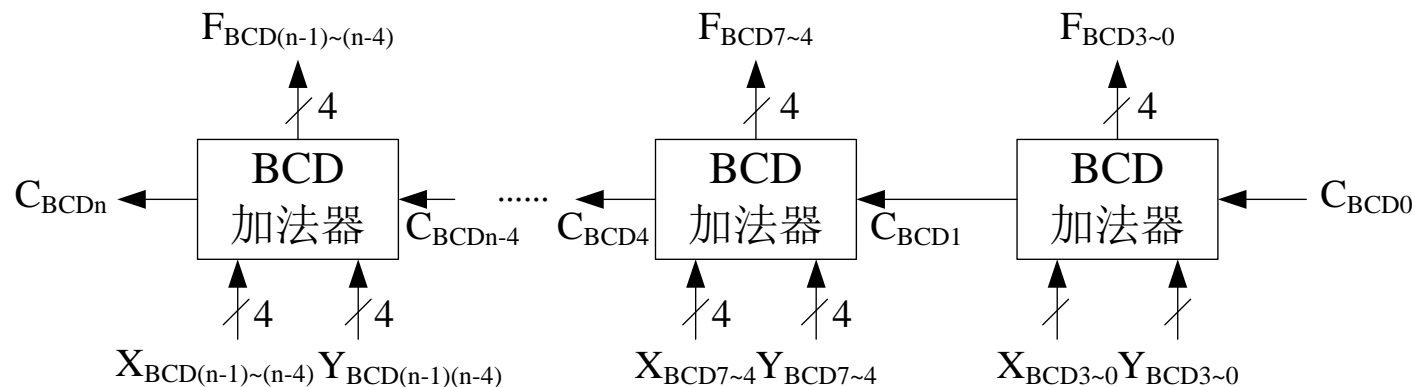 F_BCD(n-1)~(n-4) F_BCD7~4 F_BCD3~0
4 4 4
BCD BCD BCD
加法器 加法器 加法器
C_BCDn C_BCDn-4 ...... C_BCD4 C_BCD1 C_BCD0
4 4 4 4
X_BCD(n-1)~(n-4) Y_BCD(n-1)(n-4) X_BCD7~4 Y_BCD7~4 X_BCD3~0 Y_BCD3~0